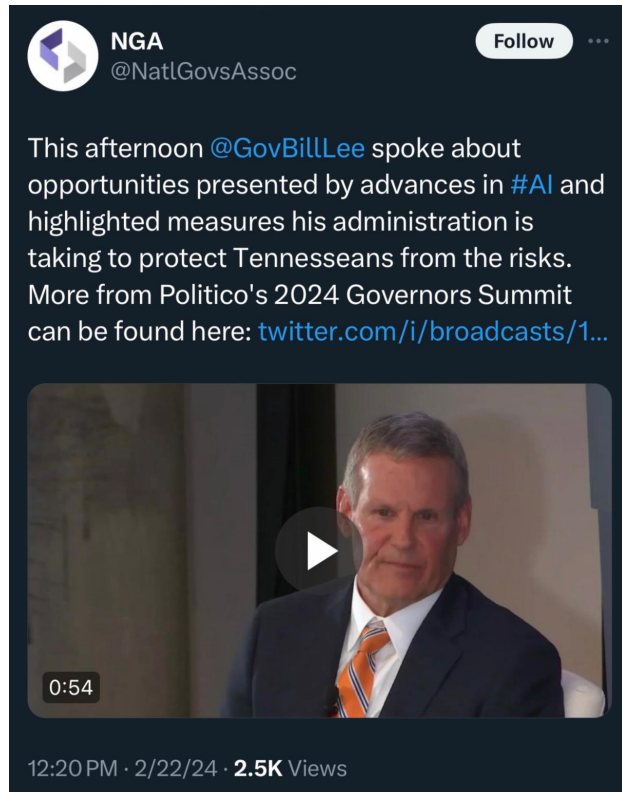 NGA
Follow
@NatlGovsAssoc
This afternoon @GovBillLee spoke about
opportunities presented by advances in #AI and
highlighted measures his administration is
taking to protect Tennesseans from the risks.
More from Politico's 2024 Governors Summit
can be found here: twitter.com/i/broadcasts/1...
0:54
12:20 PM · 2/22/24 · 2.5K Views